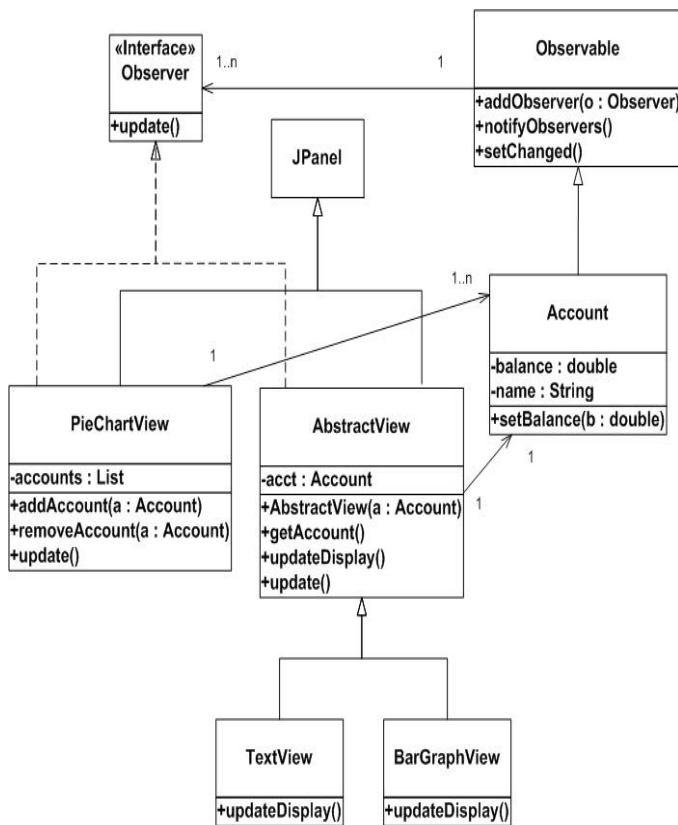 «Interface»
Observer
+update()
1..n
1
Observable
+addObserver(o : Observer)
+notifyObservers()
+setChanged()
JPanel
1..n
1
Account
-balance : double
-name : String
+setBalance(b : double)
PieChartView
-accounts : List
+addAccount(a : Account)
+removeAccount(a : Account)
+update()
AbstractView
-acct : Account
+AbstractView(a : Account)
+getAccount()
+updateDisplay()
+update()
1
1
TextView
+updateDisplay()
BarGraphView
+updateDisplay()